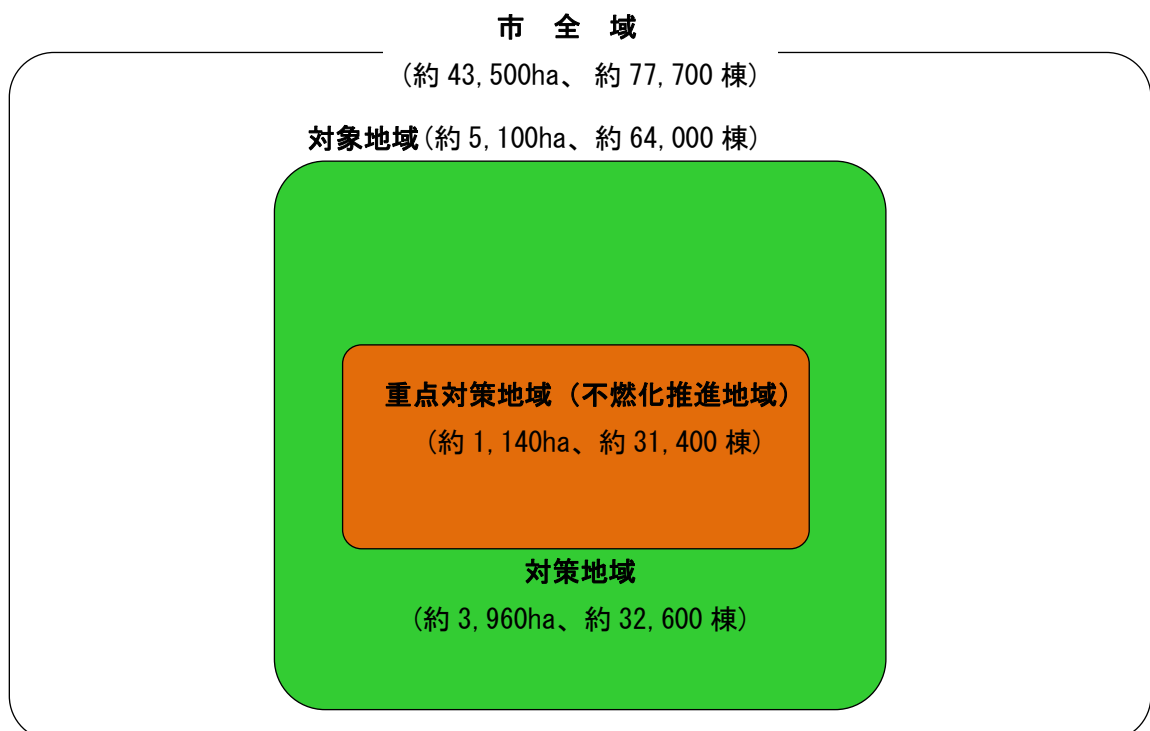 市 全 域
(約 43,500ha、 約 77,700 棟)
対象地域(約 5,100ha、約 64,000 棟)
重点対策地域（不燃化推進地域）
(約 1,140ha、約 31,400 棟)
対策地域
(約 3,960ha、約 32,600 棟)